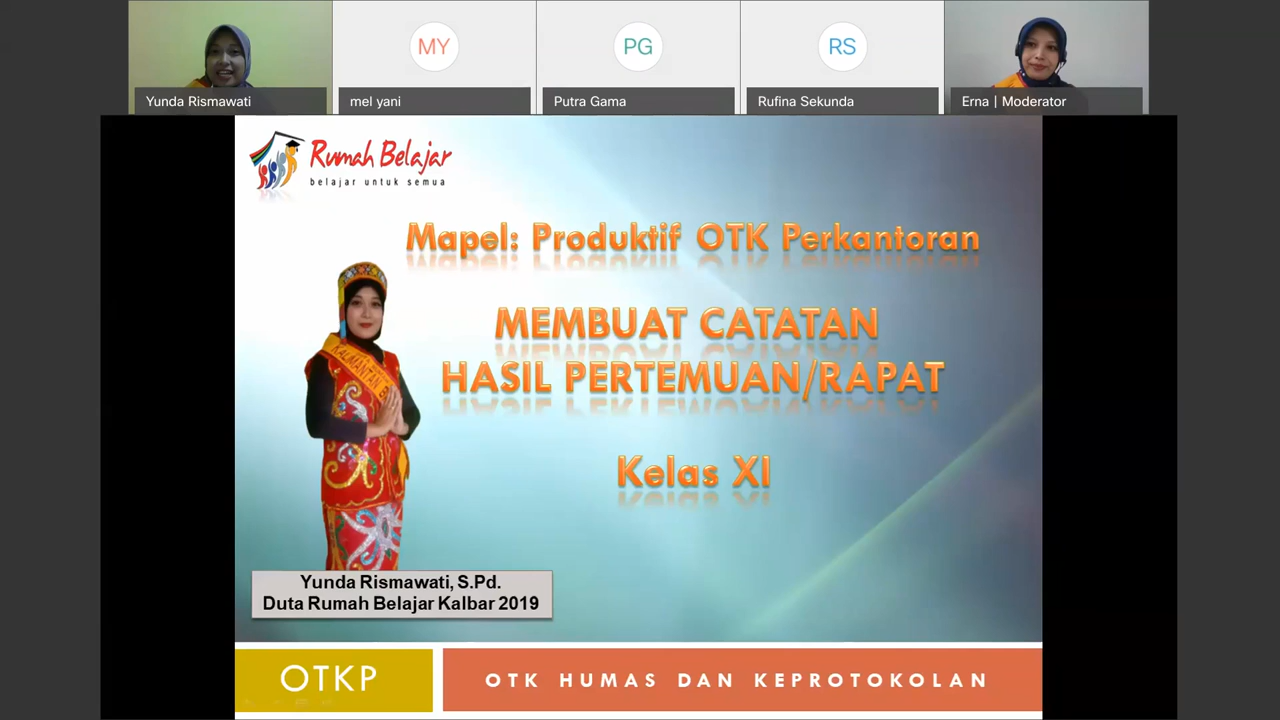 MY
PG
RS
Yunda Rismawati
mel yani
Putra Gama
Rufina Sekunda
Erna | Moderator
Rumah Belajar
belajar untuk semua
Mapel: Produktif OTK Perkantoran
MEMBUAT CATATAN
HASIL PERTEMUAN/RAPAT
Kelas XI
Yunda Rismawati, S.Pd.
Duta Rumah Belajar Kalbar 2019
OTKP
OTK HUMAS DAN KEPROTOKOLAN